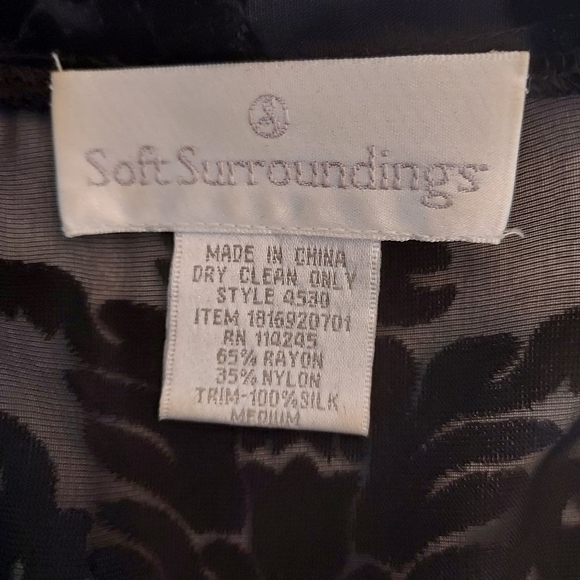 S
Soft Surroundings
MADE IN CHINA
DRY CLEAN ONLY
STYLE 4530
ITEM 1816920701
RN 114245
65% RAYON
35% NYLON
TRIM-100%SILK
MEDIUM